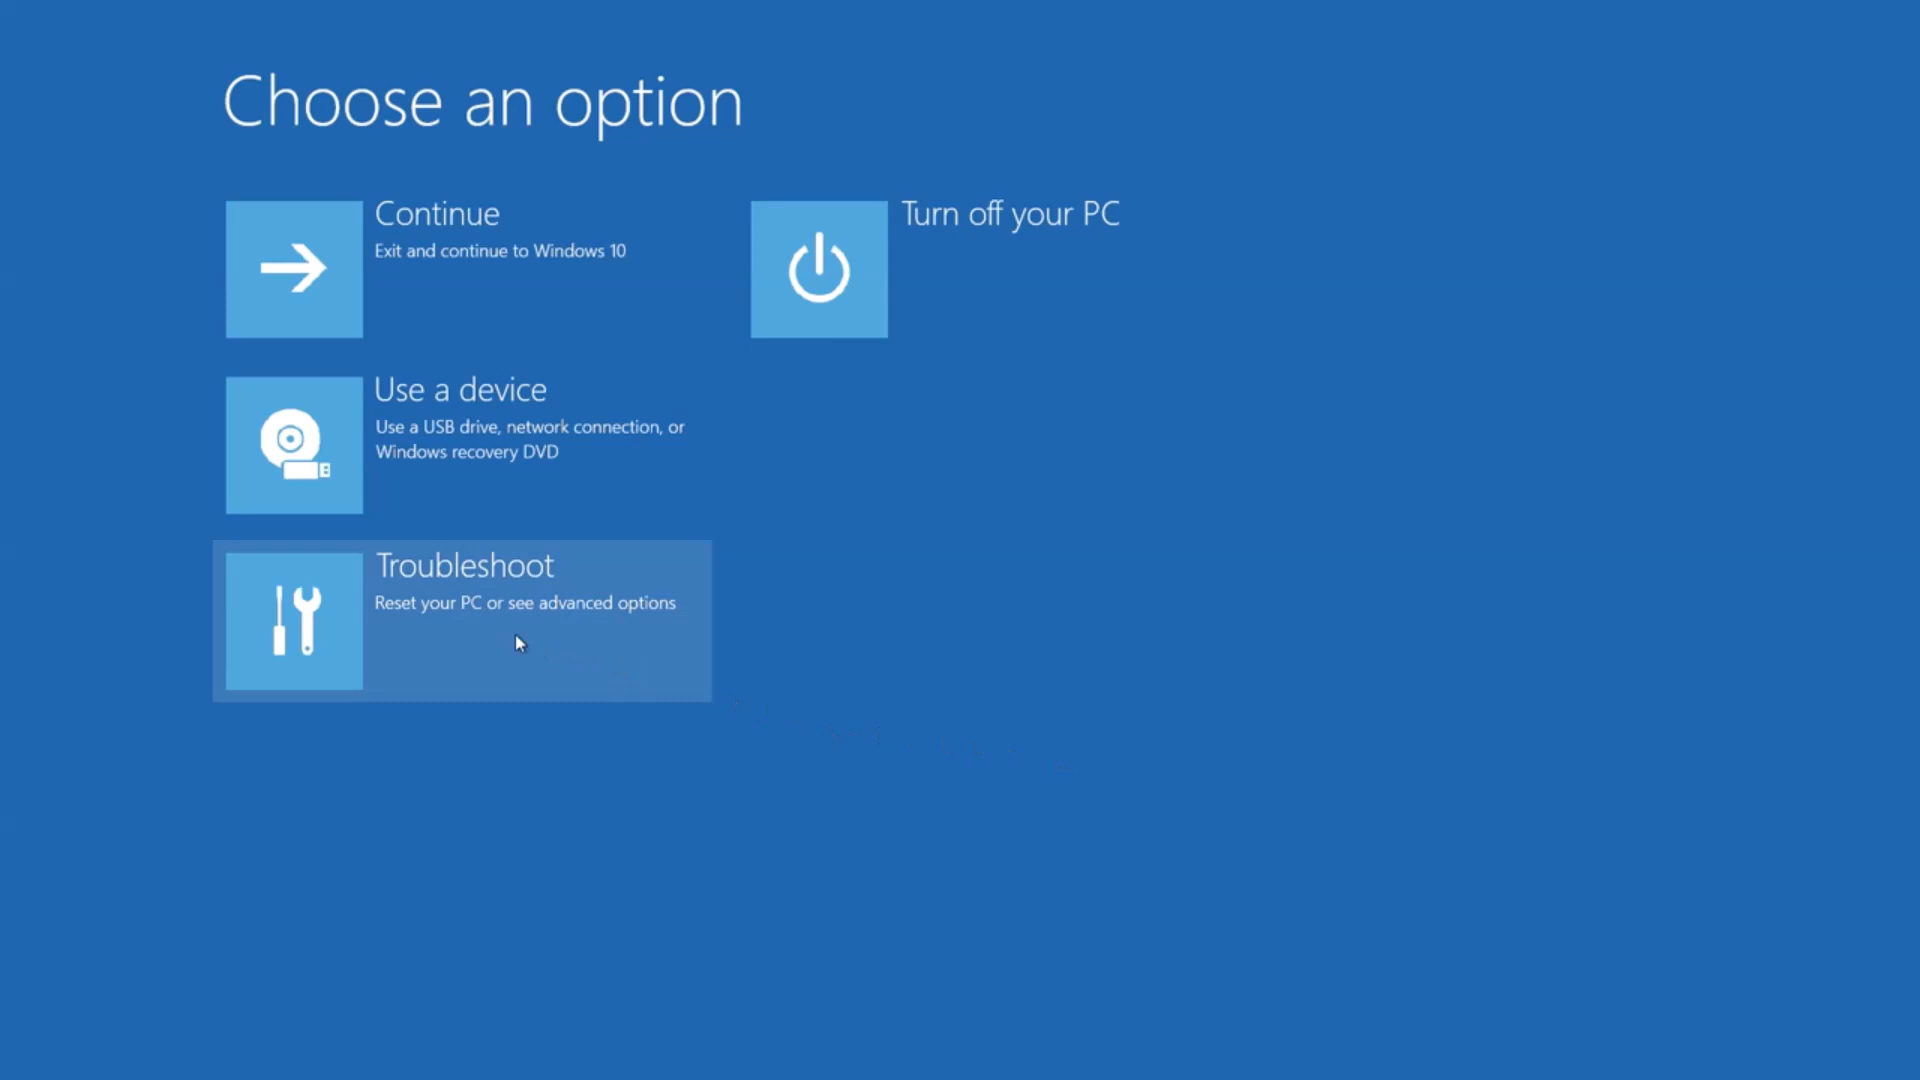 Choose an option
Continue
Exit and continue to Windows 10
Turn off your PC
Use a device
Use a USB drive, network connection, or
Windows recovery DVD
Troubleshoot
Reset your PC or see advanced options